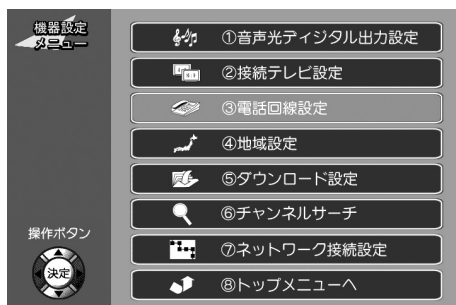 機器設定
メニュー
①音声光ディジタル出力設定
②接続テレビ設定
③電話回線設定
④地域設定
⑤ダウンロード設定
⑥チャンネルサーチ
⑦ネットワーク接続設定
⑧トップメニューへ
操作ボタン
決定